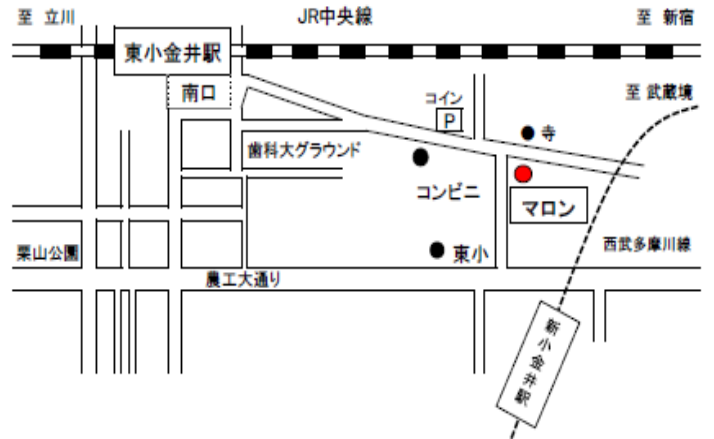 至 立川
JR中央線
至 新宿
東小金井駅
南口
至 武蔵境
コイン
P
寺
歯科大グラウンド
コンビニ
マロン
栗山公園
東小
西武多摩川線
農工大通り
新小金井駅